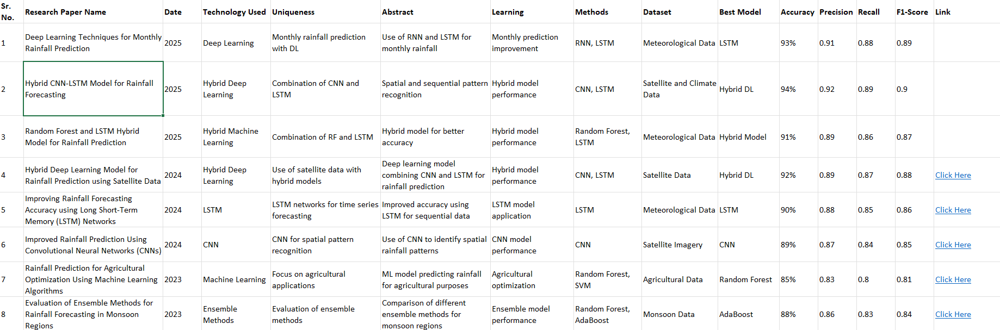 Sr. No. Research Paper Name Date Technology Used Uniqueness Abstract Learning Methods Dataset Best Model Accuracy Precision Recall F1-Score Link
1 Deep Learning Techniques for Monthly Rainfall Prediction 2025 Deep Learning Monthly rainfall prediction with DL Use of RNN and LSTM for monthly rainfall Monthly prediction improvement RNN, LSTM Meteorological Data LSTM 93% 0.91 0.88 0.89
2 Hybrid CNN-LSTM Model for Rainfall Forecasting 2025 Hybrid Deep Learning Combination of CNN and LSTM Spatial and sequential pattern recognition Hybrid model performance CNN, LSTM Satellite and Climate Data Hybrid DL 94% 0.92 0.89 0.9
3 Random Forest and LSTM Hybrid Model for Rainfall Prediction 2025 Hybrid Machine Learning Combination of RF and LSTM Hybrid model for better accuracy Hybrid model performance Random Forest, LSTM Meteorological Data Hybrid Model 91% 0.89 0.86 0.87
4 Hybrid Deep Learning Model for Rainfall Prediction using Satellite Data 2024 Hybrid Deep Learning Use of satellite data with hybrid models Deep learning model combining CNN and LSTM for rainfall prediction Hybrid model performance CNN, LSTM Satellite Data Hybrid DL 92% 0.89 0.87 0.88 Click Here
5 Improving Rainfall Forecasting Accuracy using Long Short-Term Memory (LSTM) Networks 2024 LSTM LSTM networks for time series forecasting Improved accuracy using LSTM for sequential data LSTM model application LSTM Meteorological Data LSTM 90% 0.88 0.85 0.86 Click Here
6 Improved Rainfall Prediction Using Convolutional Neural Networks (CNNs) 2024 CNN CNN for spatial pattern recognition Use of CNN to identify spatial rainfall patterns CNN model performance CNN Satellite Imagery CNN 89% 0.87 0.84 0.85 Click Here
7 Rainfall Prediction for Agricultural Optimization Using Machine Learning Algorithms 2023 Machine Learning Focus on agricultural applications ML model predicting rainfall for agricultural purposes Agricultural optimization Random Forest, SVM Agricultural Data Random Forest 85% 0.83 0.8 0.81 Click Here
8 Evaluation of Ensemble Methods for Rainfall Forecasting in Monsoon Regions 2023 Ensemble Methods Evaluation of ensemble methods Comparison of different ensemble methods for monsoon regions Ensemble model performance Random Forest, AdaBoost Monsoon Data AdaBoost 88% 0.86 0.83 0.84 Click Here